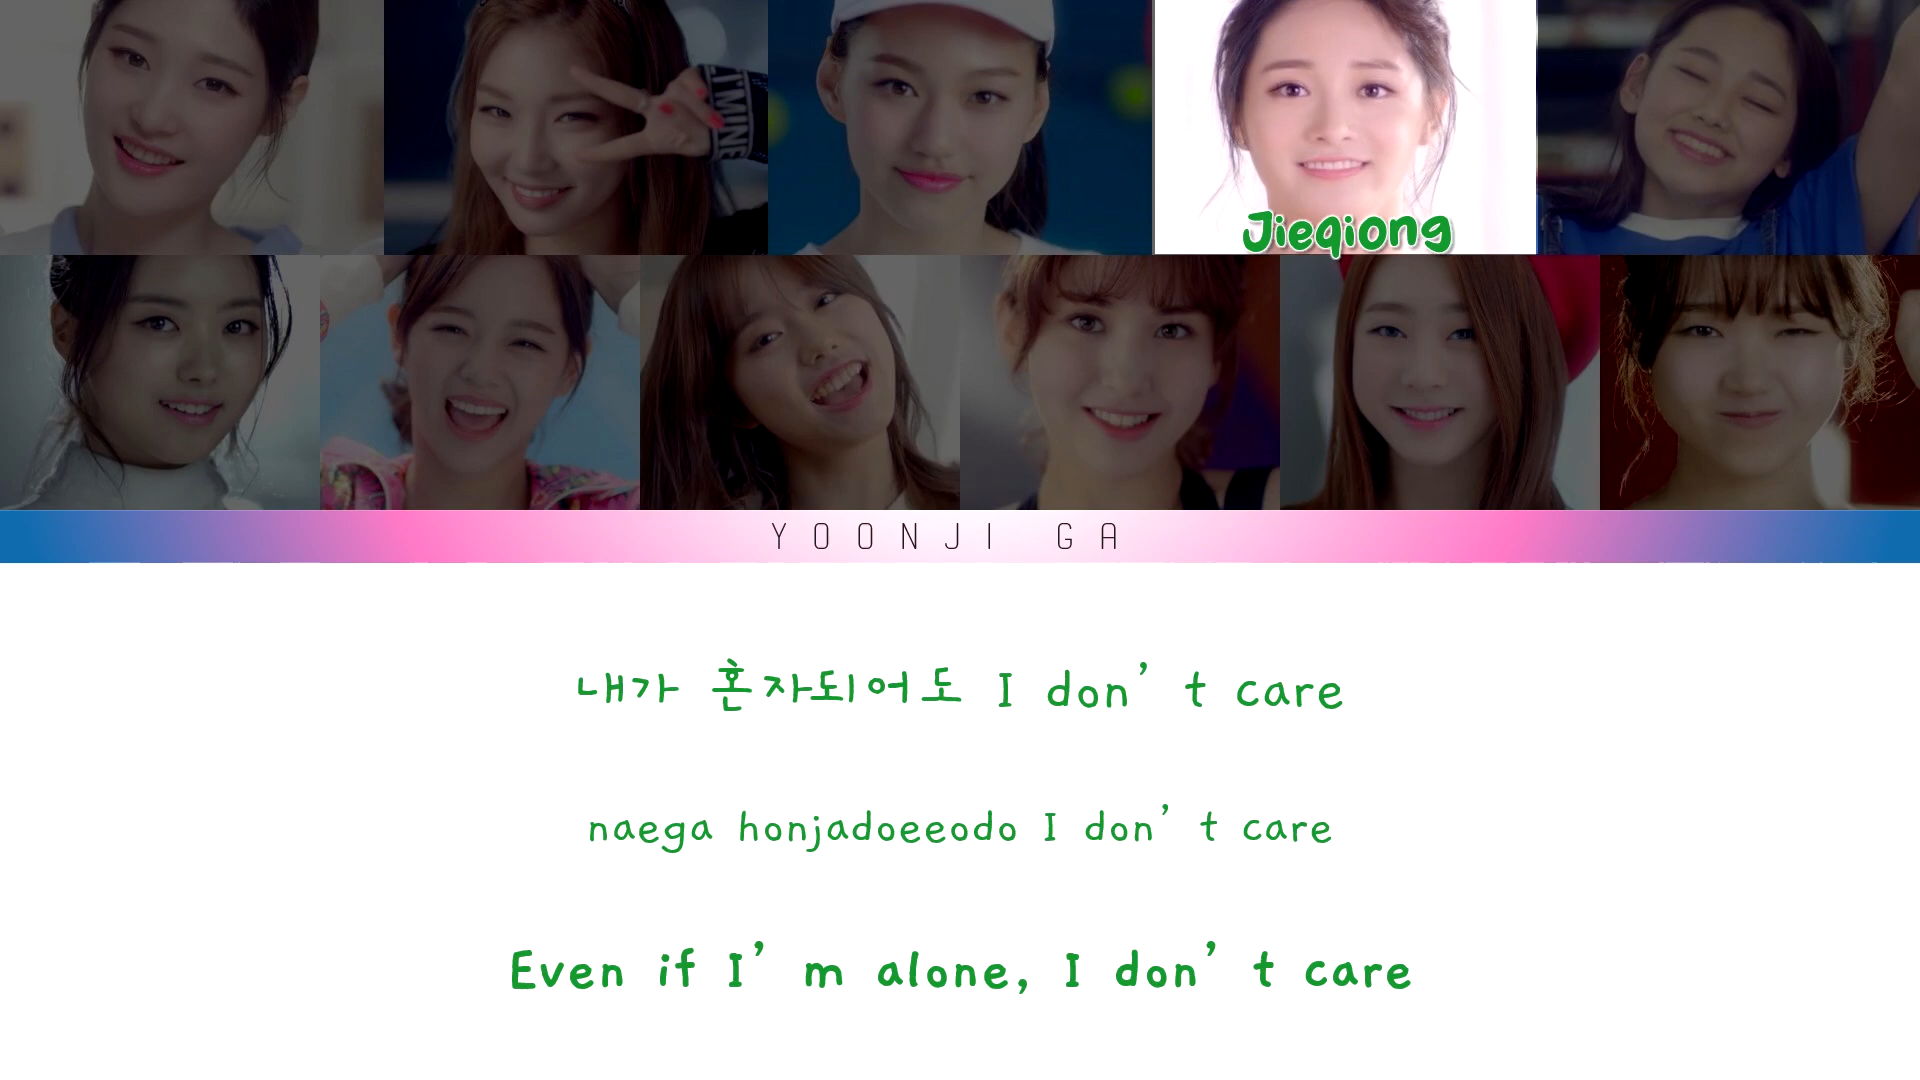 I'MINE
Jieqiong
YOONJI GA
내가 혼자되어도 I don't care
naega honjadoeeodo I don't care
Even if I'm alone, I don't care